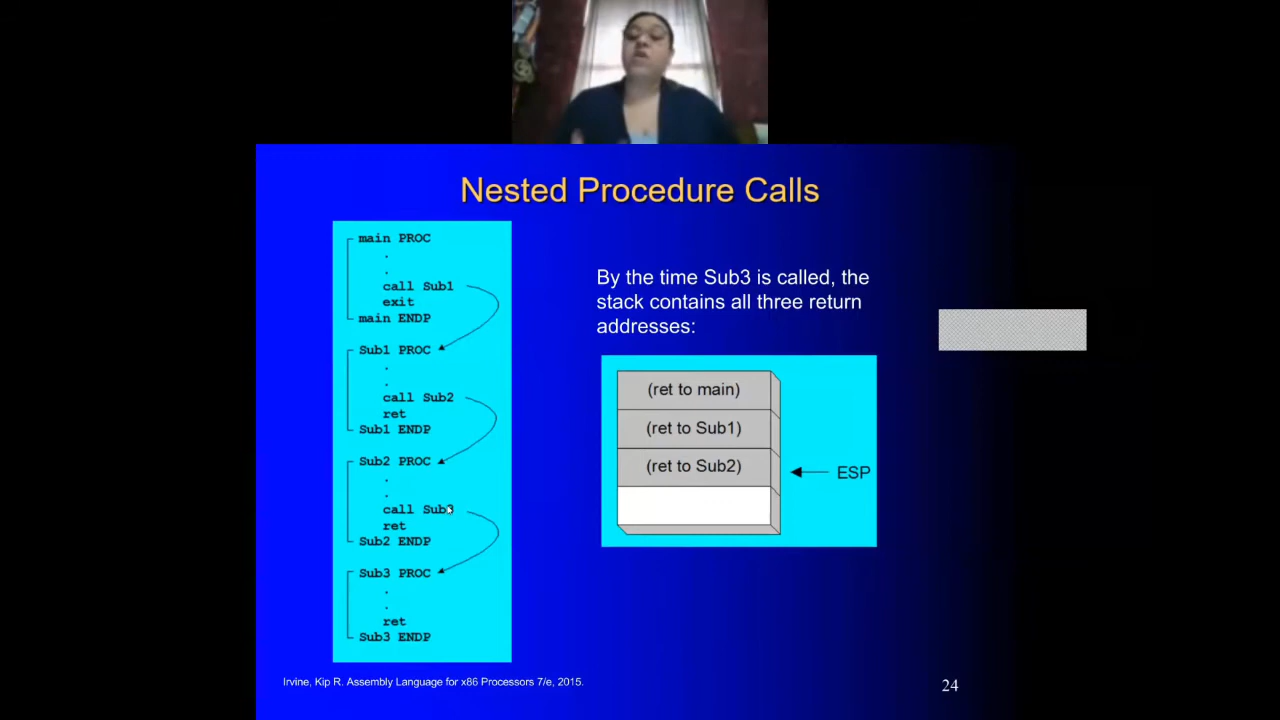 Nested Procedure Calls
main PROC
.
.
call Sub1
exit
main ENDP
Sub1 PROC
.
.
call Sub2
ret
Sub1 ENDP
Sub2 PROC
.
.
call Sub3
ret
Sub2 ENDP
Sub3 PROC
.
.
ret
Sub3 ENDP
By the time Sub3 is called, the
stack contains all three return
addresses:
(ret to main)
(ret to Sub1)
(ret to Sub2)
ESP
Irvine, Kip R. Assembly Language for x86 Processors 7/e, 2015.
24